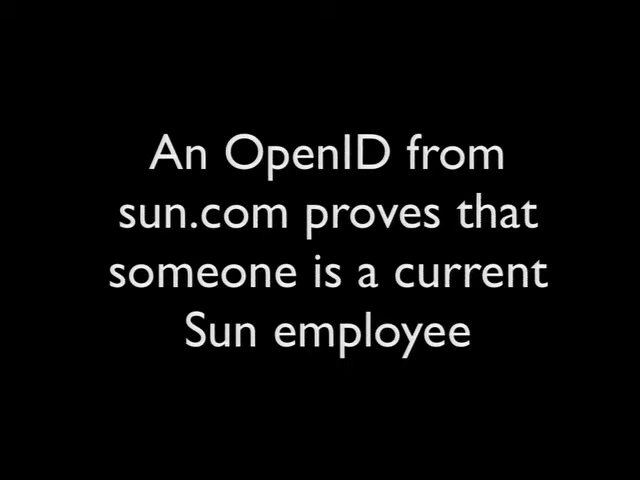 An OpenID from
sun.com proves that
someone is a current
Sun employee